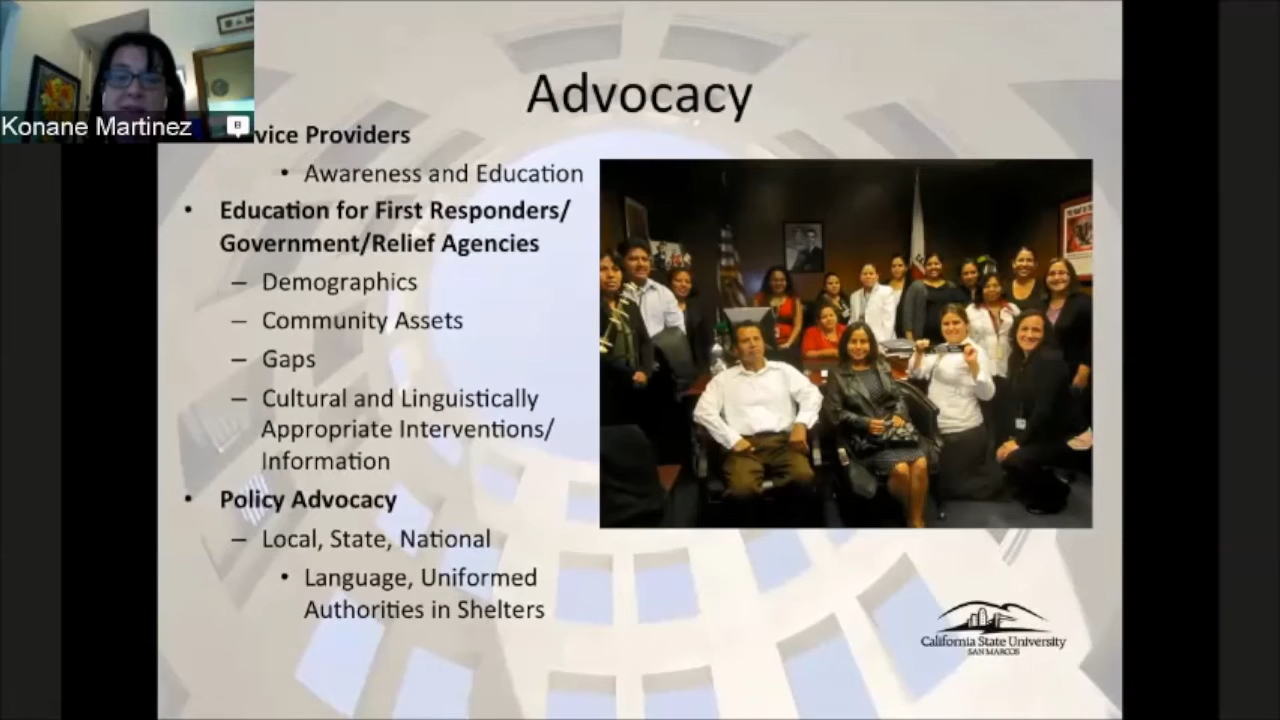 Advocacy
Konane Martinez
vice Providers
• Awareness and Education
• Education for First Responders/
Government/Relief Agencies
– Demographics
– Community Assets
– Gaps
– Cultural and Linguistically
Appropriate Interventions/
Information
• Policy Advocacy
– Local, State, National
• Language, Uniformed
Authorities in Shelters
California State University
SAN MARCOS